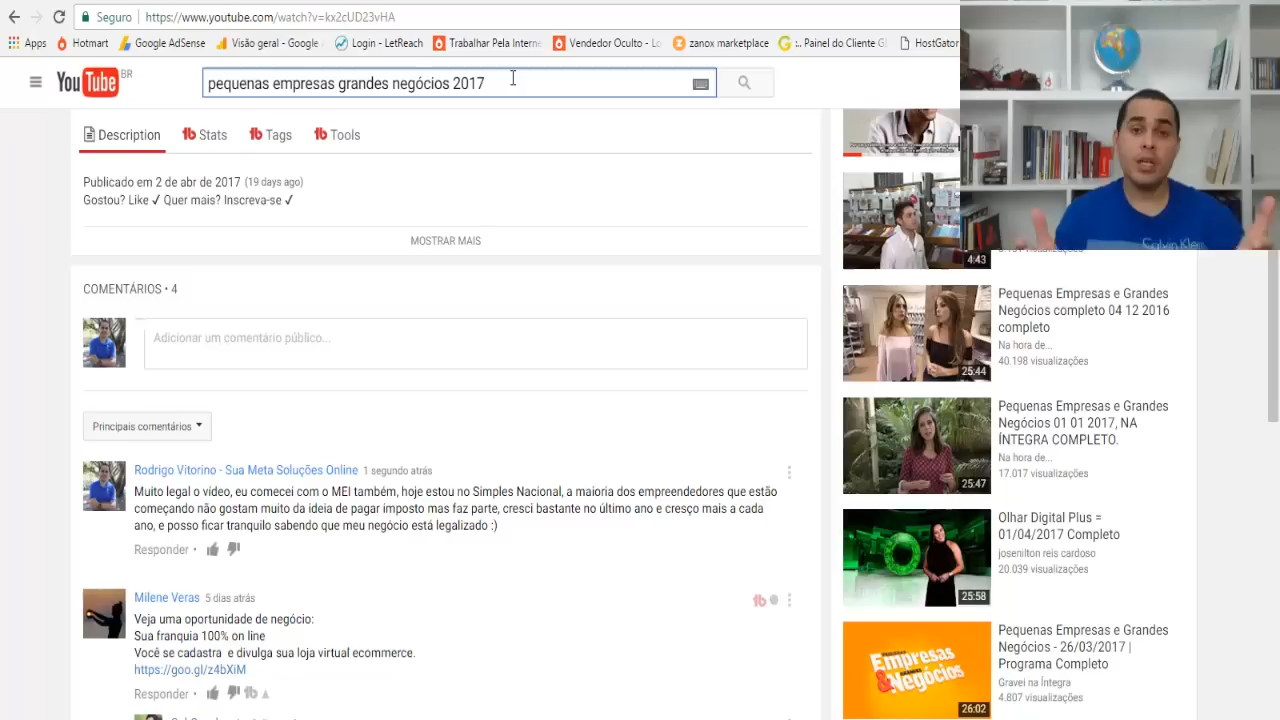 Seguro
https://www.youtube.com/watch?v=kx2cUD23vHA
Apps
Hotmart
Google AdSense
Visão geral - Google
Login - LetReach
Trabalhar Pela Interne
Vendedor Oculto - Lo
zanox marketplace
:. Painel do Cliente G
HostGator
YouTube BR
pequenas empresas grandes negócios 2017
Description
Stats
Tags
Tools
Publicado em 2 de abr de 2017 (19 days ago)
Gostou? Like ✓ Quer mais? Inscreva-se ✓
MOSTRAR MAIS
COMENTÁRIOS • 4
Adicionar um comentário público...
Principais comentários
Rodrigo Vitorino - Sua Meta Soluções Online 1 segundo atrás
Muito legal o vídeo, eu comecei com o MEI também, hoje estou no Simples Nacional, a maioria dos empreendedores que estão
começando não gostam muito da ideia de pagar imposto mas faz parte, cresci bastante no último ano e cresço mais a cada
ano, e posso ficar tranquilo sabendo que meu negócio está legalizado :)
Responder •
Milene Veras 5 dias atrás
Veja uma oportunidade de negócio:
Sua franquia 100% on line
Você se cadastra e divulga sua loja virtual ecommerce.
https://goo.gl/z4bXiM
Responder •
4:43
Pequenas Empresas e Grandes
Negócios completo 04 12 2016
completo
Na hora de...
40.198 visualizações
25:44
Pequenas Empresas e Grandes
Negócios 01 01 2017, NA
ÍNTEGRA COMPLETO.
Na hora de...
17.017 visualizações
25:47
Olhar Digital Plus =
01/04/2017 Completo
josenilton reis cardoso
20.039 visualizações
25:58
Pequenas Empresas e Grandes
Negócios - 26/03/2017 |
Programa Completo
Gravei na Íntegra
4.807 visualizações
Empresas
&Negócios
26:02
Calvin Kle